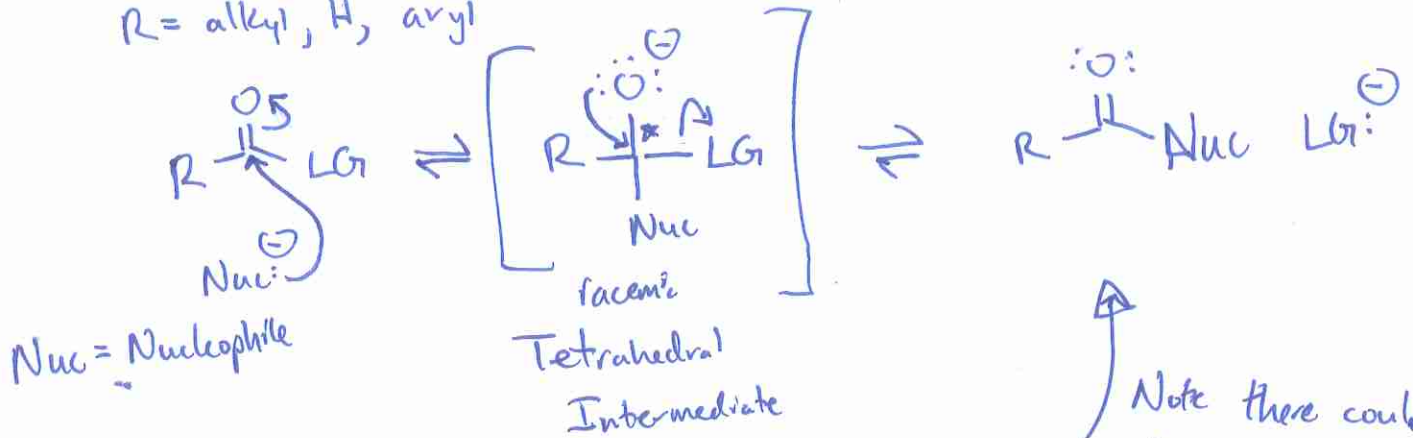 R = alkyl, H, aryl
O
R LG
Nuc: ⊖
⇌
:Ö: ⊖
R * LG
Nuc
racemic
Tetrahedral
Intermediate
⇌
:O:
R Nuc LG: ⊖
Nuc = Nucleophile
Note there coul